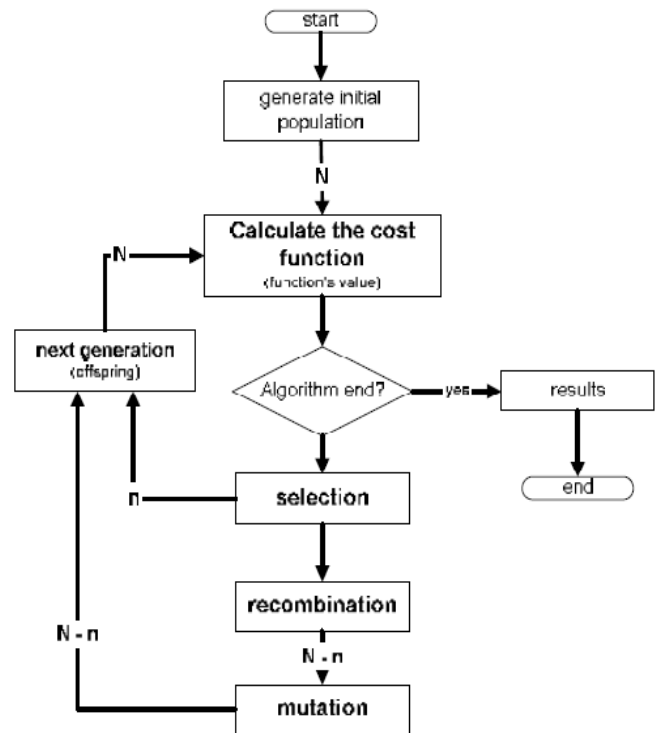 start
generate initial
population
N
Calculate the cost
function
(function's value)
N
next generation
(offspring)
Algorithm end?
yes
results
end
n
selection
recombination
N - n
N - n
mutation